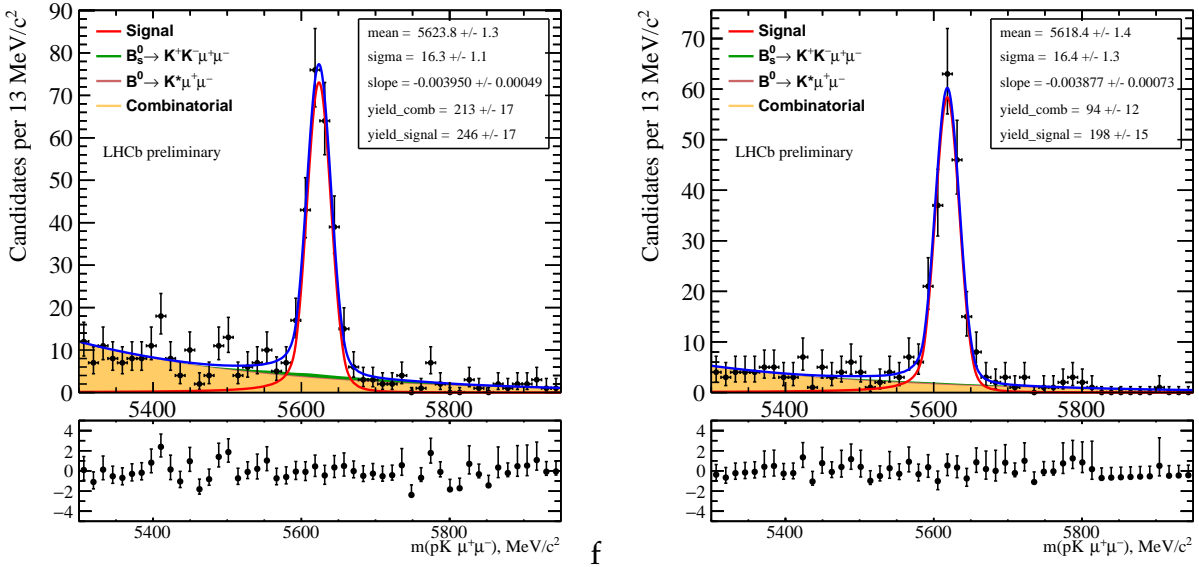 Candidates per 13 MeV/c²
90
80
70
60
50
40
30
20
10
0
Signal
B⁰ₛ→ K⁺K⁻μ⁺μ⁻
B⁰→ K*μ⁺μ⁻
Combinatorial
LHCb preliminary
mean = 5623.8 +/- 1.3
sigma = 16.3 +/- 1.1
slope = -0.003950 +/- 0.00049
yield_comb = 213 +/- 17
yield_signal = 246 +/- 17
5400 5600 5800
4
2
0
−2
−4
5400 5600 5800
m(pK μ⁺μ⁻), MeV/c²
f
Candidates per 13 MeV/c²
70
60
50
40
30
20
10
0
Signal
B⁰ₛ→ K⁺K⁻μ⁺μ⁻
B⁰→ K*μ⁺μ⁻
Combinatorial
LHCb preliminary
mean = 5618.4 +/- 1.4
sigma = 16.4 +/- 1.3
slope = -0.003877 +/- 0.00073
yield_comb = 94 +/- 12
yield_signal = 198 +/- 15
5400 5600 5800
4
2
0
−2
−4
5400 5600 5800
m(pK μ⁺μ⁻), MeV/c²